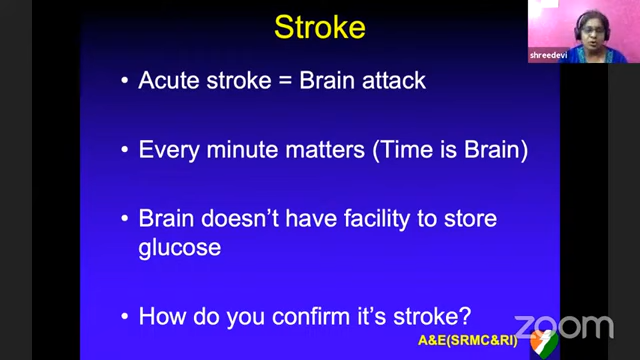 Stroke
shreedevi
• Acute stroke = Brain attack
• Every minute matters (Time is Brain)
• Brain doesn't have facility to store
glucose
• How do you confirm it's stroke?
zoom
A&E(SRMC&RI)